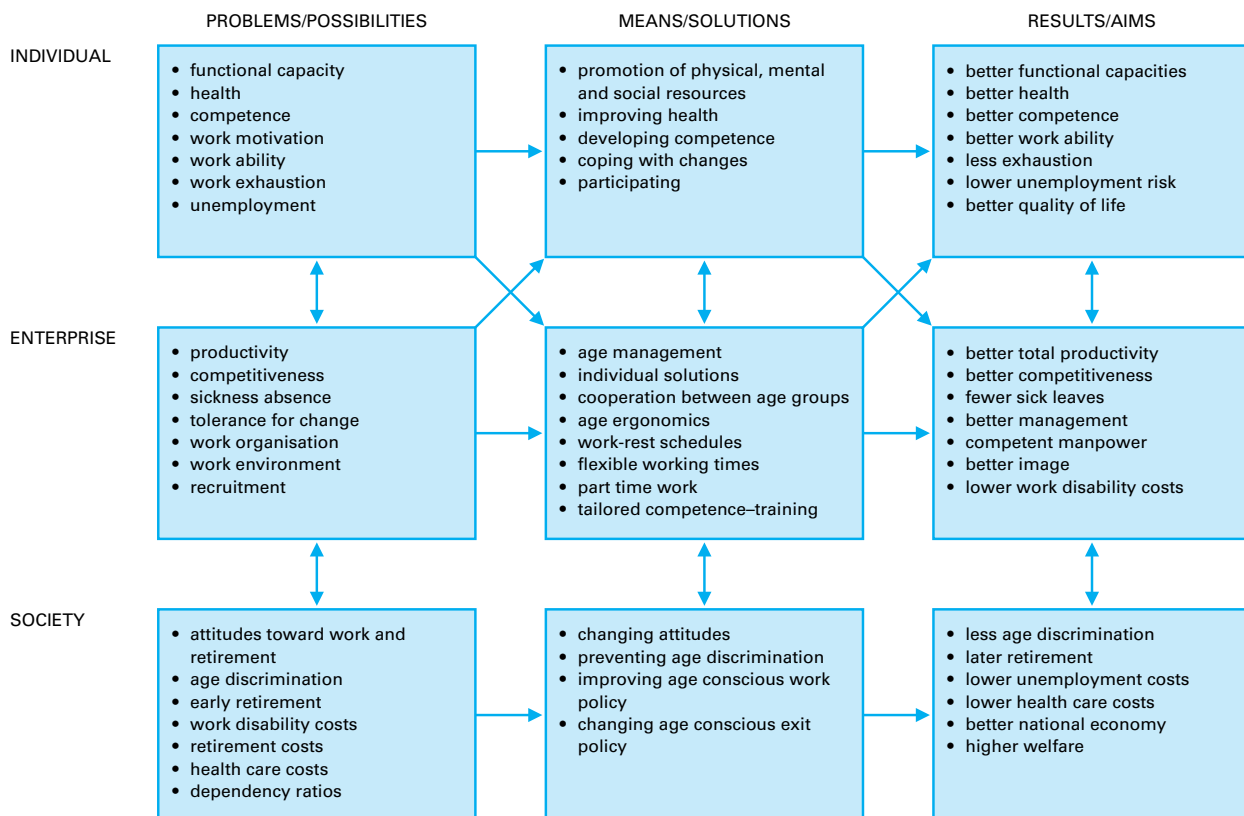 PROBLEMS/POSSIBILITIES
MEANS/SOLUTIONS
RESULTS/AIMS
INDIVIDUAL
• functional capacity
• health
• competence
• work motivation
• work ability
• work exhaustion
• unemployment
• promotion of physical, mental
and social resources
• improving health
• developing competence
• coping with changes
• participating
• better functional capacities
• better health
• better competence
• better work ability
• less exhaustion
• lower unemployment risk
• better quality of life
ENTERPRISE
• productivity
• competitiveness
• sickness absence
• tolerance for change
• work organisation
• work environment
• recruitment
• age management
• individual solutions
• cooperation between age groups
• age ergonomics
• work-rest schedules
• flexible working times
• part time work
• tailored competence–training
• better total productivity
• better competitiveness
• fewer sick leaves
• better management
• competent manpower
• better image
• lower work disability costs
SOCIETY
• attitudes toward work and
retirement
• age discrimination
• early retirement
• work disability costs
• retirement costs
• health care costs
• dependency ratios
• changing attitudes
• preventing age discrimination
• improving age conscious work
policy
• changing age conscious exit
policy
• less age discrimination
• later retirement
• lower unemployment costs
• lower health care costs
• better national economy
• higher welfare